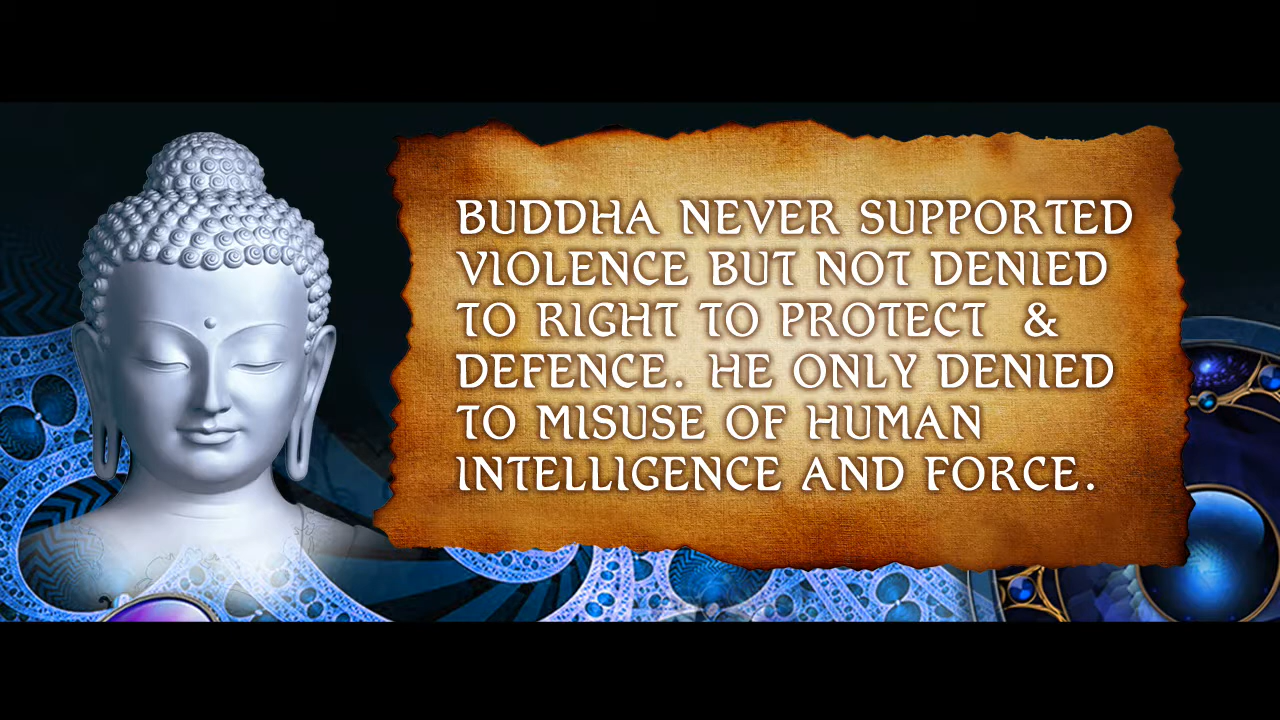 BUDDHA NEVER SUPPORTED
VIOLENCE BUT NOT DENIED
TO RIGHT TO PROTECT &
DEFENCE. HE ONLY DENIED
TO MISUSE OF HUMAN
INTELLIGENCE AND FORCE.